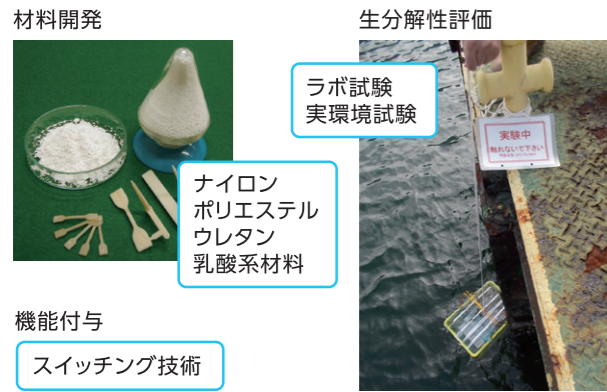 材料開発
生分解性評価
ラボ試験
実環境試験
実験中
触れないで下さい
ナイロン
ポリエステル
ウレタン
乳酸系材料
機能付与
スイッチング技術